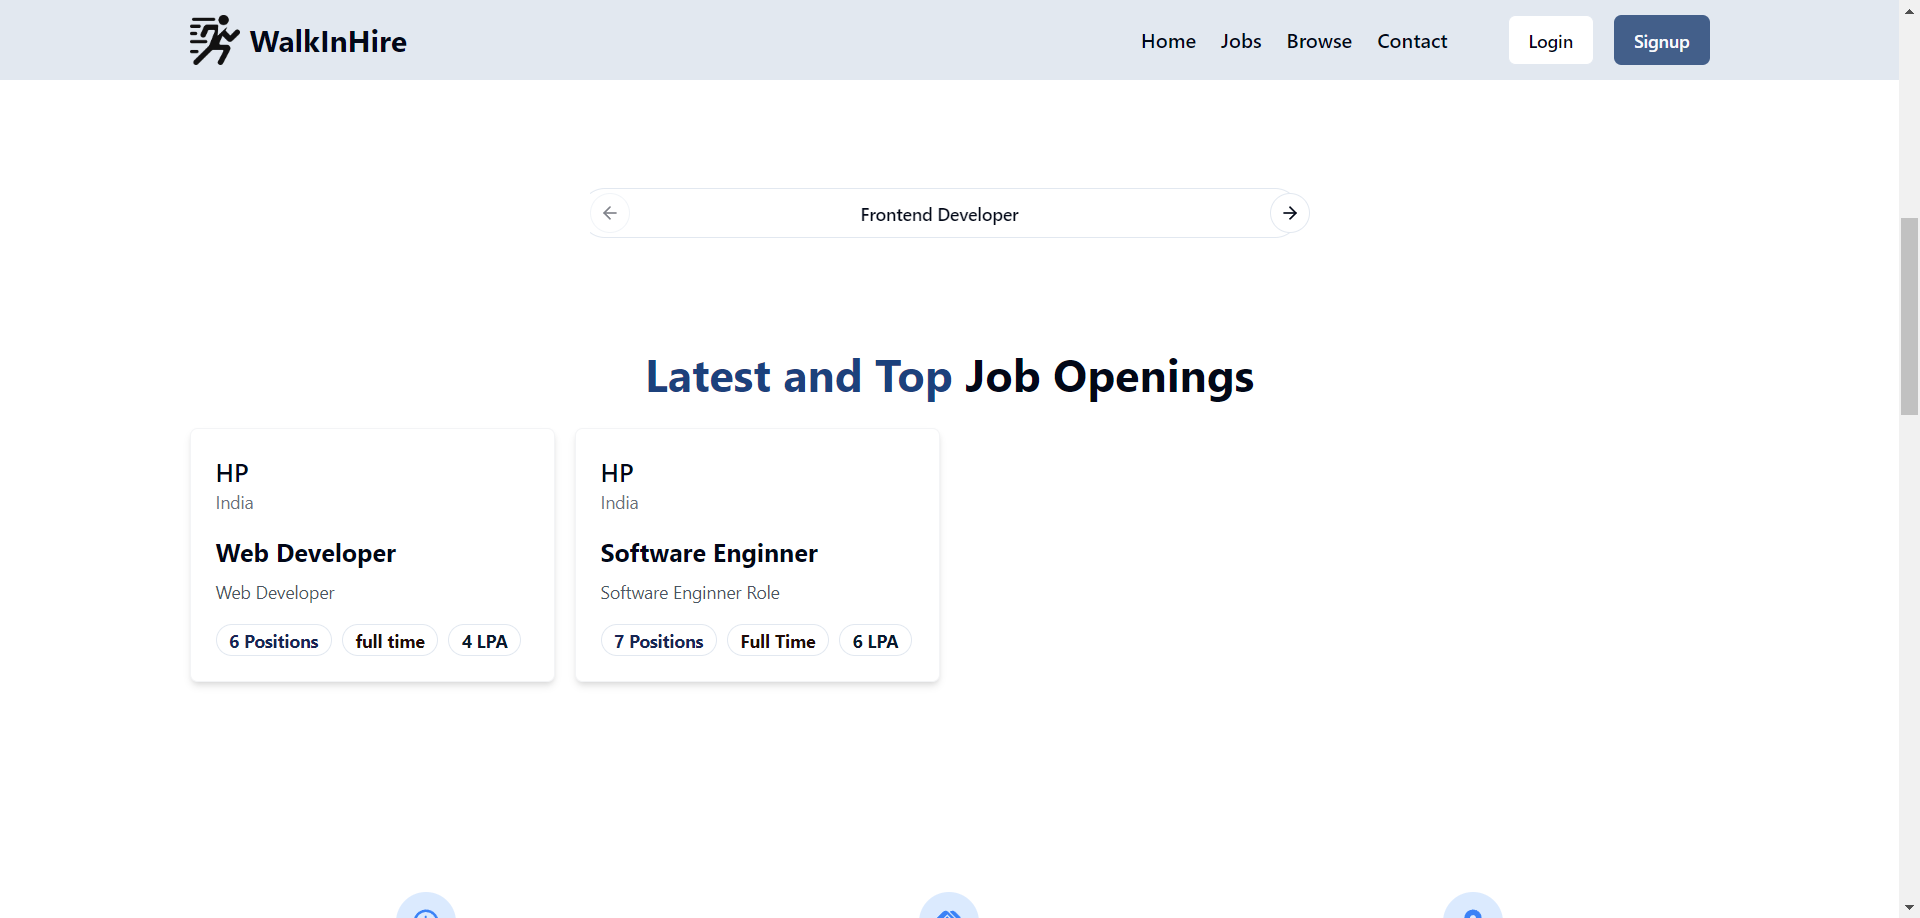 WalkInHire
Home Jobs Browse Contact Login Signup
Frontend Developer
Latest and Top Job Openings
HP
India
Web Developer
Web Developer
6 Positions full time 4 LPA
HP
India
Software Enginner
Software Enginner Role
7 Positions Full Time 6 LPA